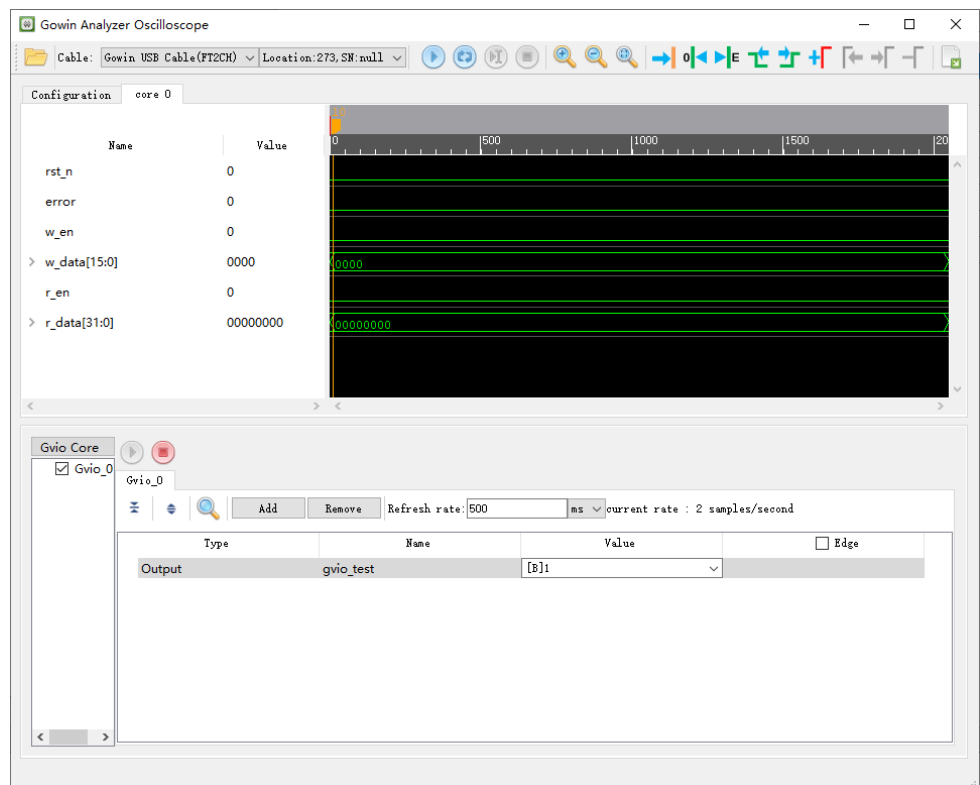 Gowin Analyzer Oscilloscope
Cable: Gowin USB Cable(FT2CH) Location:273,SN:null
Configuration core 0
Name Value 0 500 1000 1500 20
rst_n 0
error 0
w_en 0
w_data[15:0] 0000 0000
r_en 0
r_data[31:0] 00000000 00000000
Gvio Core
Gvio_0
Gvio_0
Add Remove Refresh rate: 500 ms current rate : 2 samples/second
Type Name Value Edge
Output gvio_test [B]1